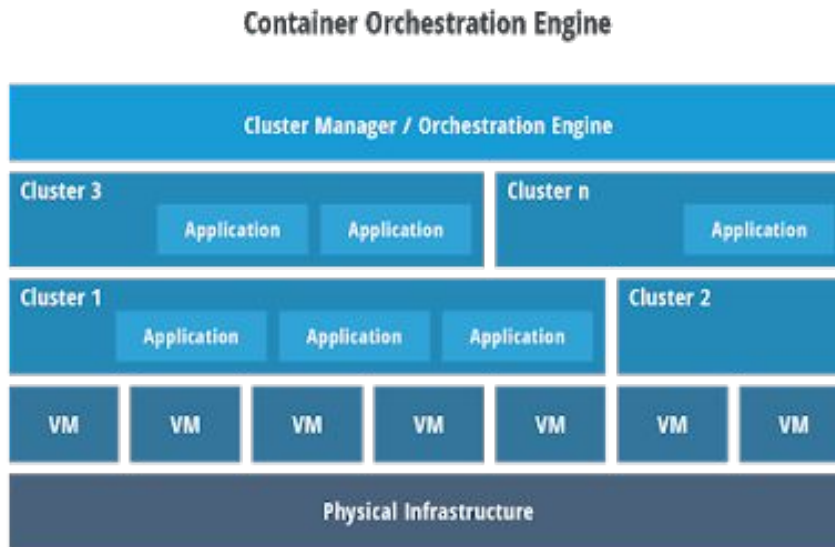 Container Orchestration Engine
Cluster Manager / Orchestration Engine
Cluster 3
Application
Application
Cluster n
Application
Cluster 1
Application
Application
Application
Cluster 2
VM
VM
VM
VM
VM
VM
VM
Physical Infrastructure